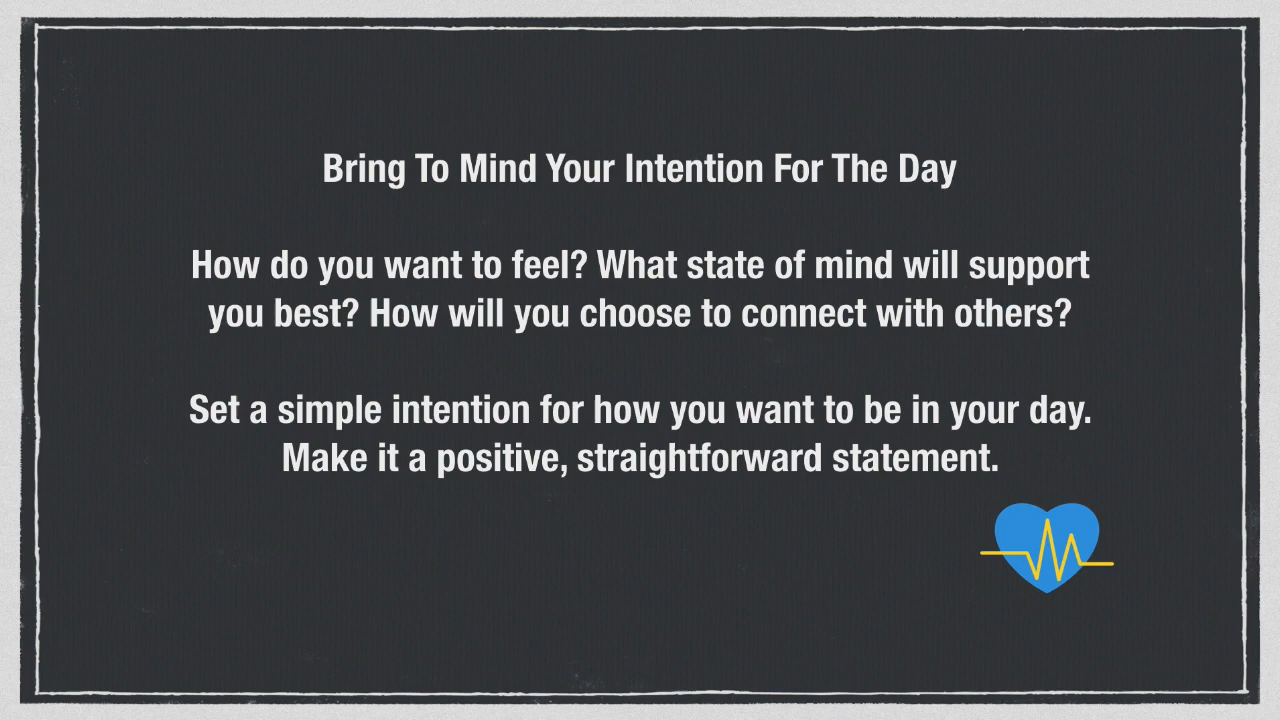 Bring To Mind Your Intention For The Day
How do you want to feel? What state of mind will support
you best? How will you choose to connect with others?
Set a simple intention for how you want to be in your day.
Make it a positive, straightforward statement.